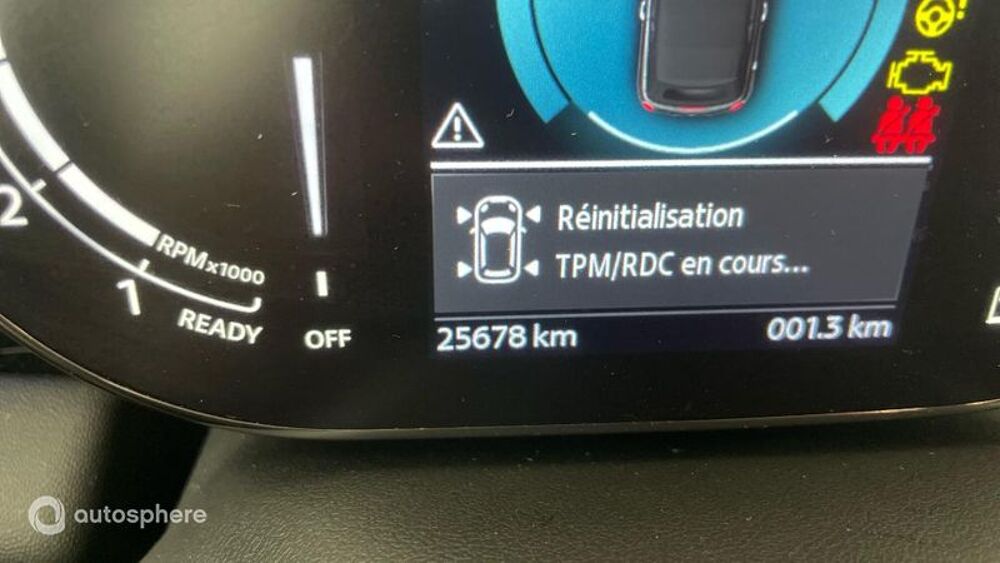 Réinitialisation
TPM/RDC en cours...
2
RPMx1000
1
READY
OFF
25678 km
001.3 km
autosphere